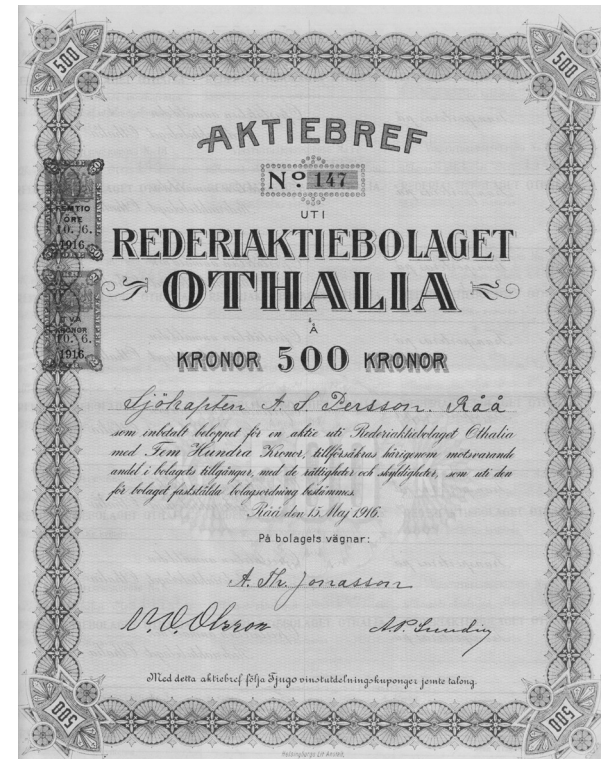 500
500
AKTIEBREF
Nº 147
UTI
REDERIAKTIEBOLAGET
OTHALIA
Å
KRONOR 500 KRONOR
FEMTIO
ÖRE
10. 6.
1916
TVÅ
KRONOR
10. 6.
1916
Sjökapten A. S. Persson. Råå
som inbetalt beloppet för en aktie uti Rederiaktiebolaget Othalia
med Fem Hundra Kronor, tillförsäkras härigenom motsvarande
andel i bolagets tillgångar, med de rättigheter och skyldigheter, som uti den
för bolaget fastställda bolagsordning bestämmes.
Råå den 15 Maj 1916.
På bolagets vägnar:
A. Th. Jonasson
A.P. Lundin
Med detta aktiebref följa Tjugo vinstutdelningskuponger jemte talong.
500
500
Helsingborgs Lit. Anstalt.